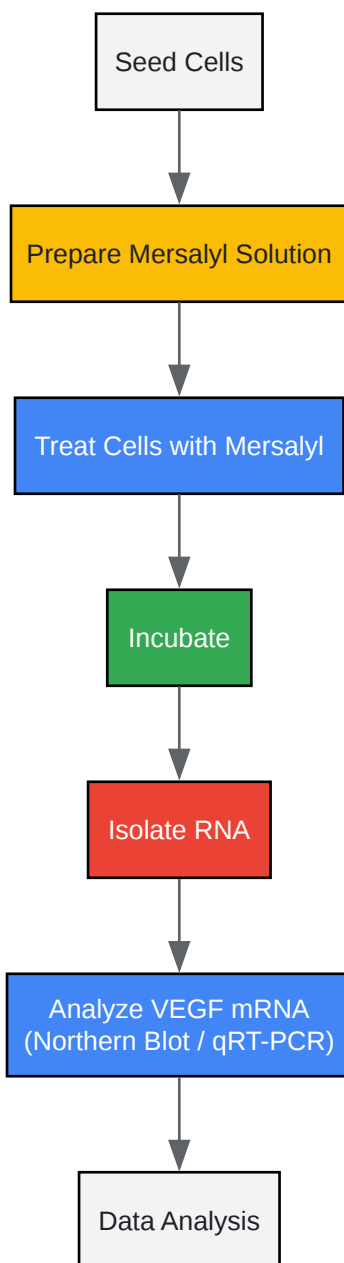 Seed Cells
Prepare Mersalyl Solution
Treat Cells with Mersalyl
Incubate
Isolate RNA
Analyze VEGF mRNA
(Northern Blot / qRT-PCR)
Data Analysis